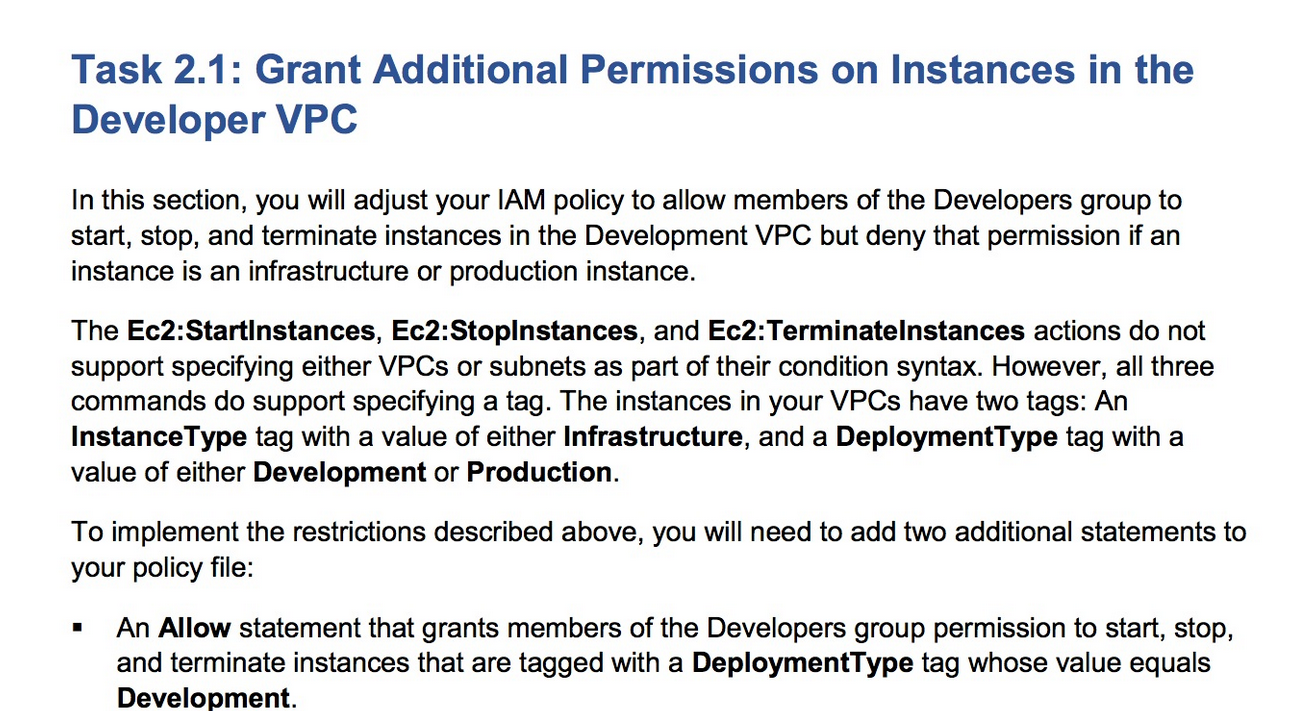 Task 2.1: Grant Additional Permissions on Instances in the
Developer VPC
In this section, you will adjust your IAM policy to allow members of the Developers group to
start, stop, and terminate instances in the Development VPC but deny that permission if an
instance is an infrastructure or production instance.
The Ec2:StartInstances, Ec2:StopInstances, and Ec2:TerminateInstances actions do not
support specifying either VPCs or subnets as part of their condition syntax. However, all three
commands do support specifying a tag. The instances in your VPCs have two tags: An
InstanceType tag with a value of either Infrastructure, and a DeploymentType tag with a
value of either Development or Production.
To implement the restrictions described above, you will need to add two additional statements to
your policy file:
▪ An Allow statement that grants members of the Developers group permission to start, stop,
and terminate instances that are tagged with a DeploymentType tag whose value equals
Development.